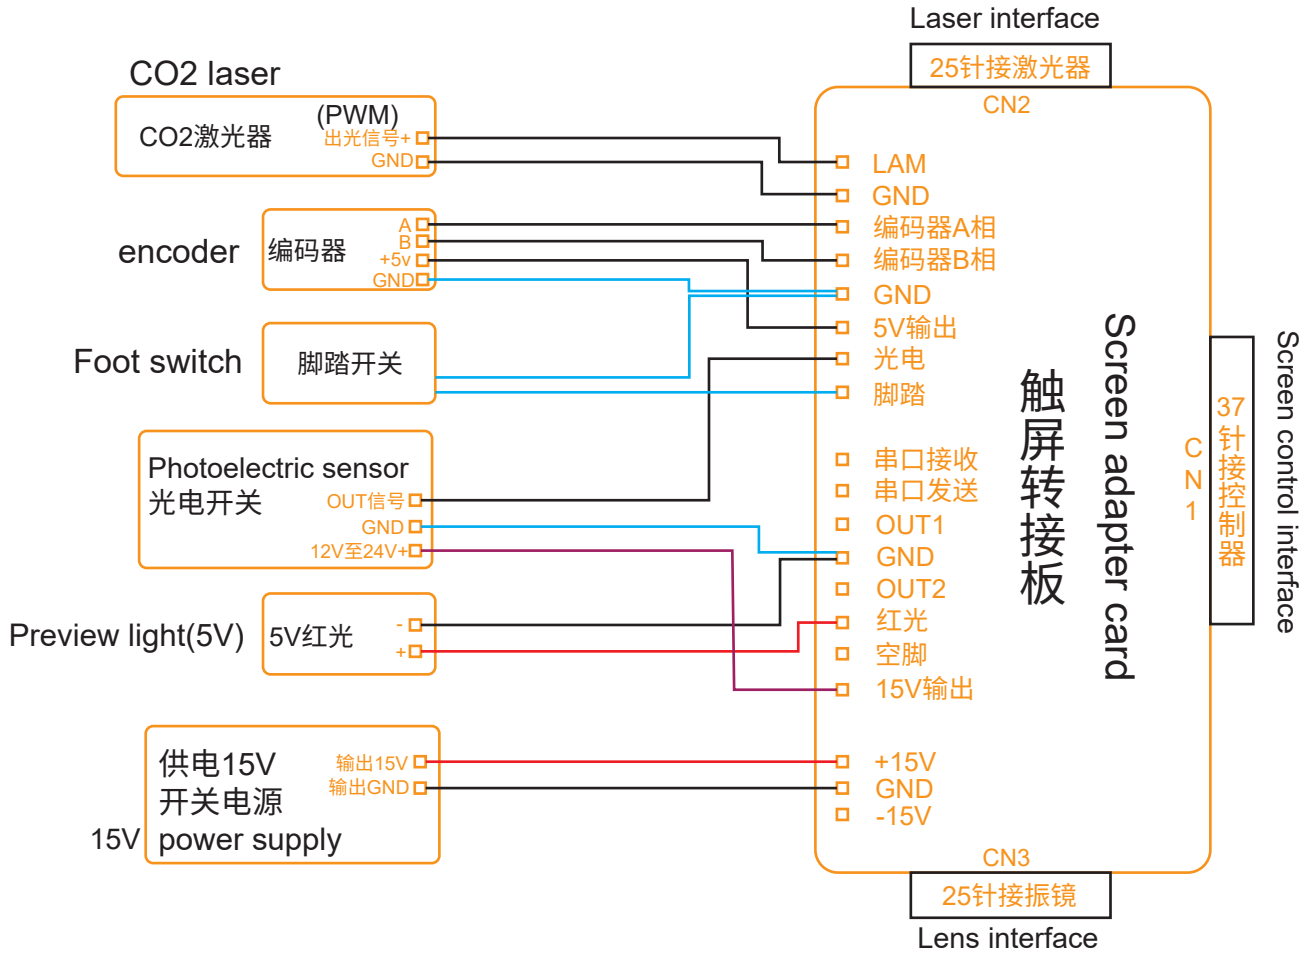 Laser interface
25针接激光器
CN2
CO2 laser
CO2激光器
(PWM)
出光信号+
GND
encoder
编码器
A
B
+5v
GND
Foot switch
脚踏开关
Photoelectric sensor
光电开关
OUT信号
GND
12V至24V+
Preview light(5V)
5V红光
-
+
供电15V
开关电源
15V
power supply
输出15V
输出GND
LAM
GND
编码器A相
编码器B相
GND
5V输出
光电
脚踏
串口接收
串口发送
OUT1
GND
OUT2
红光
空脚
15V输出
+15V
GND
-15V
触屏转接板
Screen adapter card
CN1
37针接控制器
Screen control interface
CN3
25针接振镜
Lens interface